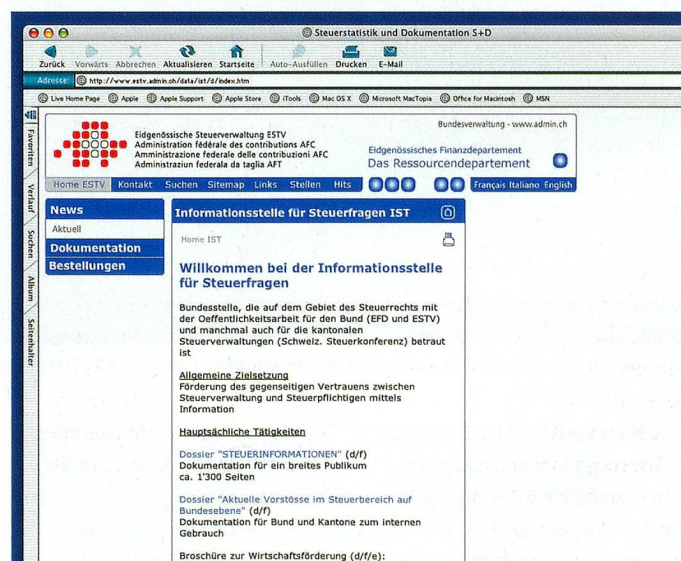 Steuerstatistik und Dokumentation S+D
Zurück Vorwärts Abbrechen Aktualisieren Startseite Auto-Ausfüllen Drucken E-Mail
Adresse: http://www.estv.admin.ch/data/ist/d/index.htm
Live Home Page Apple Apple Support Apple Store iTools Mac OS X Microsoft MacTopia Office for Macintosh MSN
Favoriten
Verlauf
Suchen
Album
Seitenhalter
Bundesverwaltung - www.admin.ch
Eidgenössische Steuerverwaltung ESTV
Administration fédérale des contributions AFC
Amministrazione federale delle contribuzioni AFC
Administraziun federala da taglia AFT
Eidgenössisches Finanzdepartement
Das Ressourcendepartement
Home ESTV Kontakt Suchen Sitemap Links Stellen Hits Français Italiano English
News
Aktuell
Dokumentation
Bestellungen
Informationsstelle für Steuerfragen IST
Home IST
Willkommen bei der Informationsstelle
für Steuerfragen
Bundesstelle, die auf den Gebiet des Steuerrechts mit
der Oeffentlichkeitsarbeit für den Bund (EFD und ESTV)
und manchmal auch für die kantonalen
Steuerverwaltungen (Schweiz. Steuerkonferenz) betraut
ist
Allgemeine Zielsetzung
Förderung des gegenseitigen Vertrauens zwischen
Steuerverwaltung und Steuerpflichtigen mittels
Information
Hauptsächliche Tätigkeiten
Dossier "STEUERINFORMATIONEN" (d/f)
Dokumentation für ein breites Publikum
ca. 1'300 Seiten
Dossier "Aktuelle Vorstösse im Steuerbereich auf
Bundesebene" (d/f)
Dokumentation für Bund und Kantone zum internen
Gebrauch
Broschüre zur Wirtschaftsförderung (d/f/e):